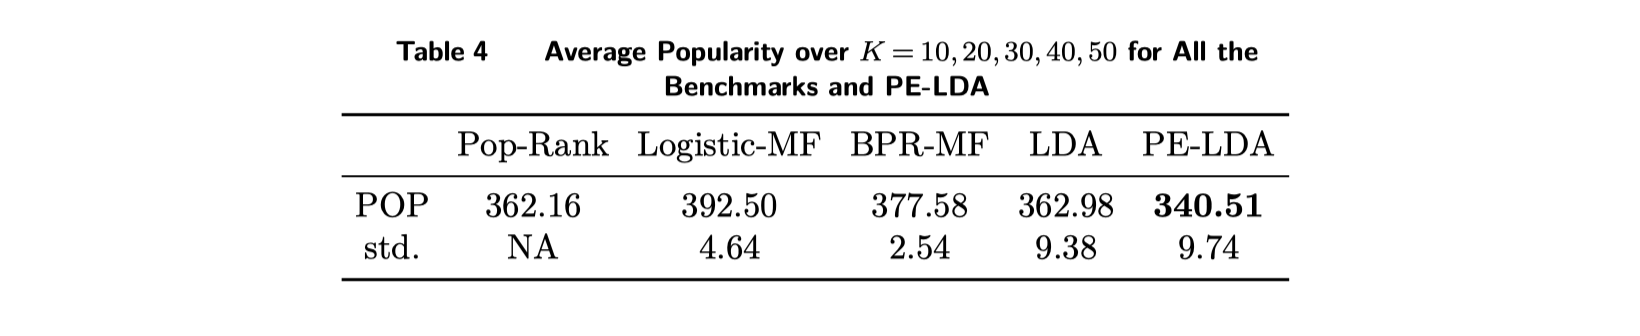 Table 4 Average Popularity over K = 10, 20, 30, 40, 50 for All the
Benchmarks and PE-LDA
Pop-Rank Logistic-MF BPR-MF LDA PE-LDA
POP 362.16 392.50 377.58 362.98 340.51
std. NA 4.64 2.54 9.38 9.74